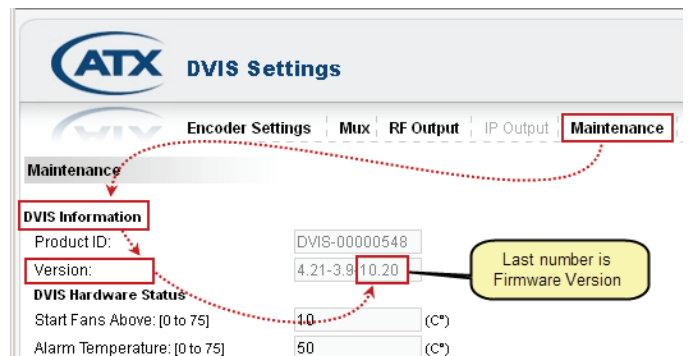 ATX DVIS Settings
Encoder Settings Mux RF Output IP Output Maintenance
Maintenance
DVIS Information
Product ID: DVIS-00000548
Version: 4.21-3.9-10.20
Last number is
Firmware Version
DVIS Hardware Status
Start Fans Above: [0 to 75] 10 (C°)
Alarm Temperature: [0 to 75] 50 (C°)